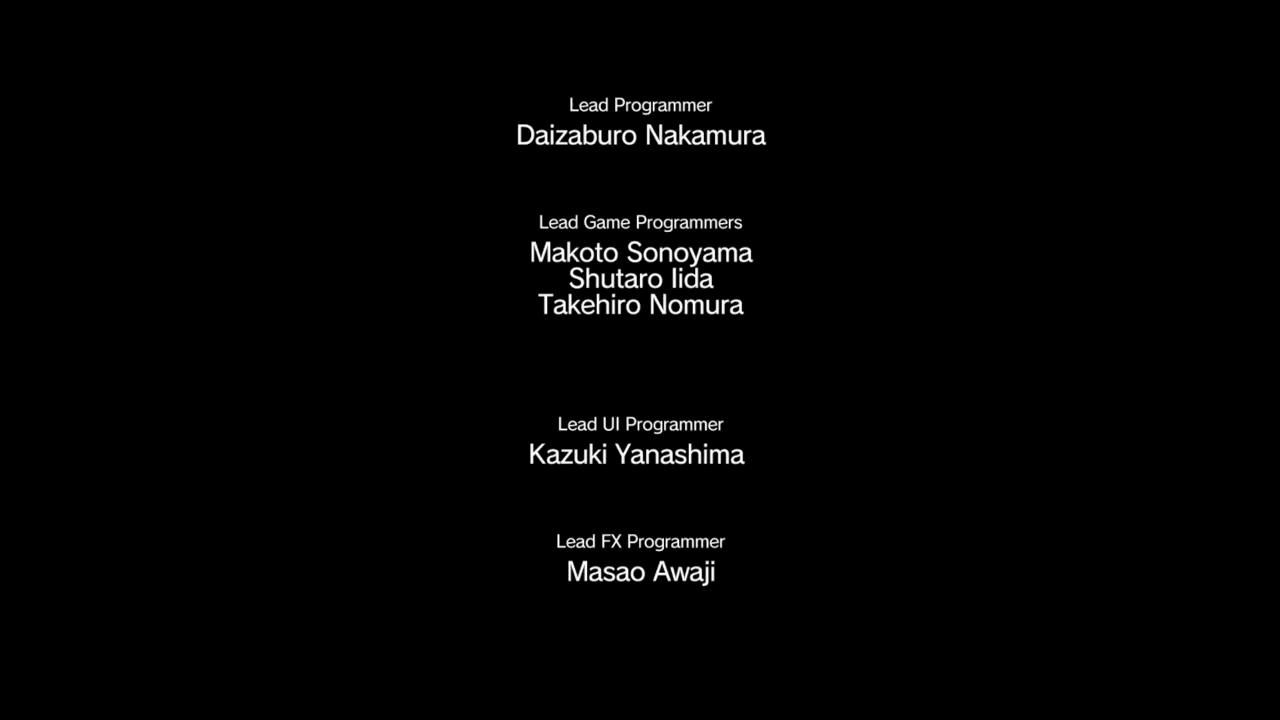 Lead Programmer
Daizaburo Nakamura
Lead Game Programmers
Makoto Sonoyama
Shutaro Iida
Takehiro Nomura
Lead UI Programmer
Kazuki Yanashima
Lead FX Programmer
Masao Awaji